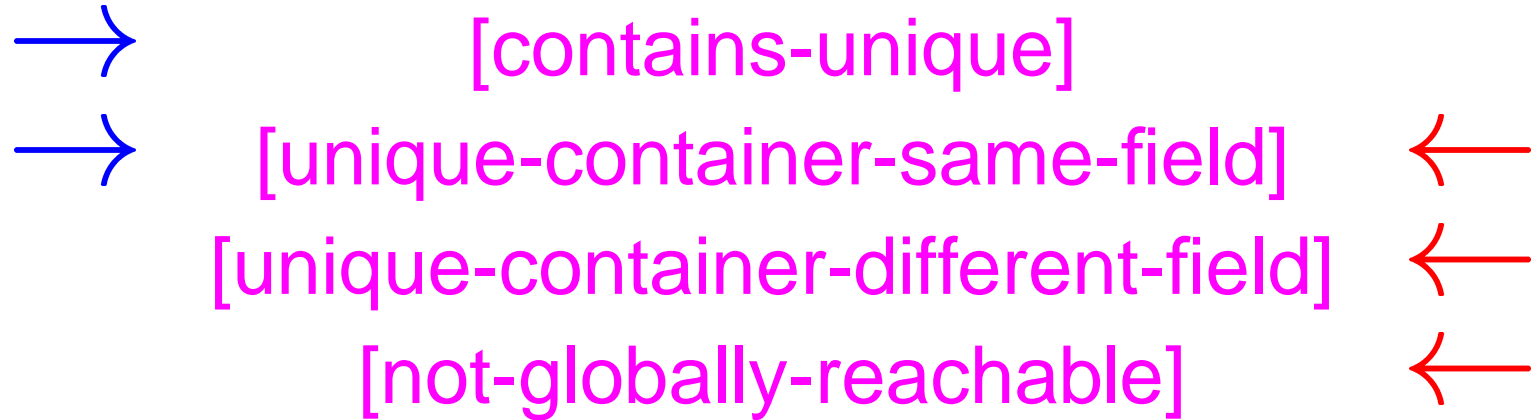 [contains-unique]
[unique-container-same-field]
[unique-container-different-field]
[not-globally-reachable]